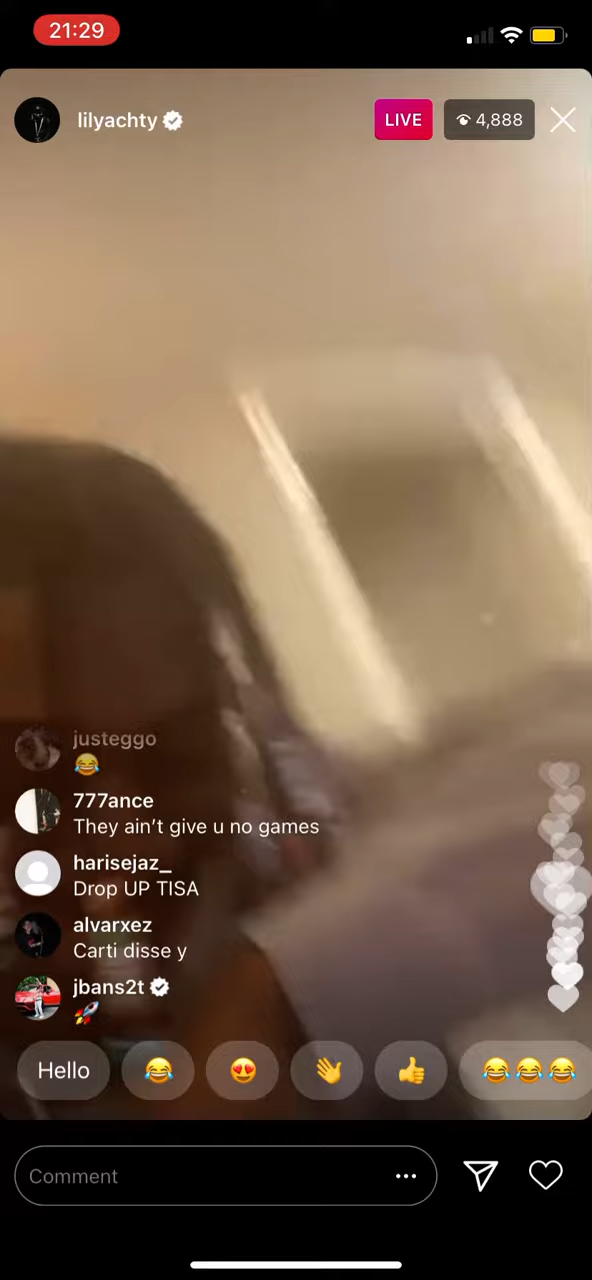 21:29
lilyachty
LIVE
4,888
justeggo
😂
777ance
They ain’t give u no games
harisejaz_
Drop UP TISA
alvarxez
Carti disse y
jbans2t
🚀
Hello
😂
😍
👋
👍
😂😂😂
Comment